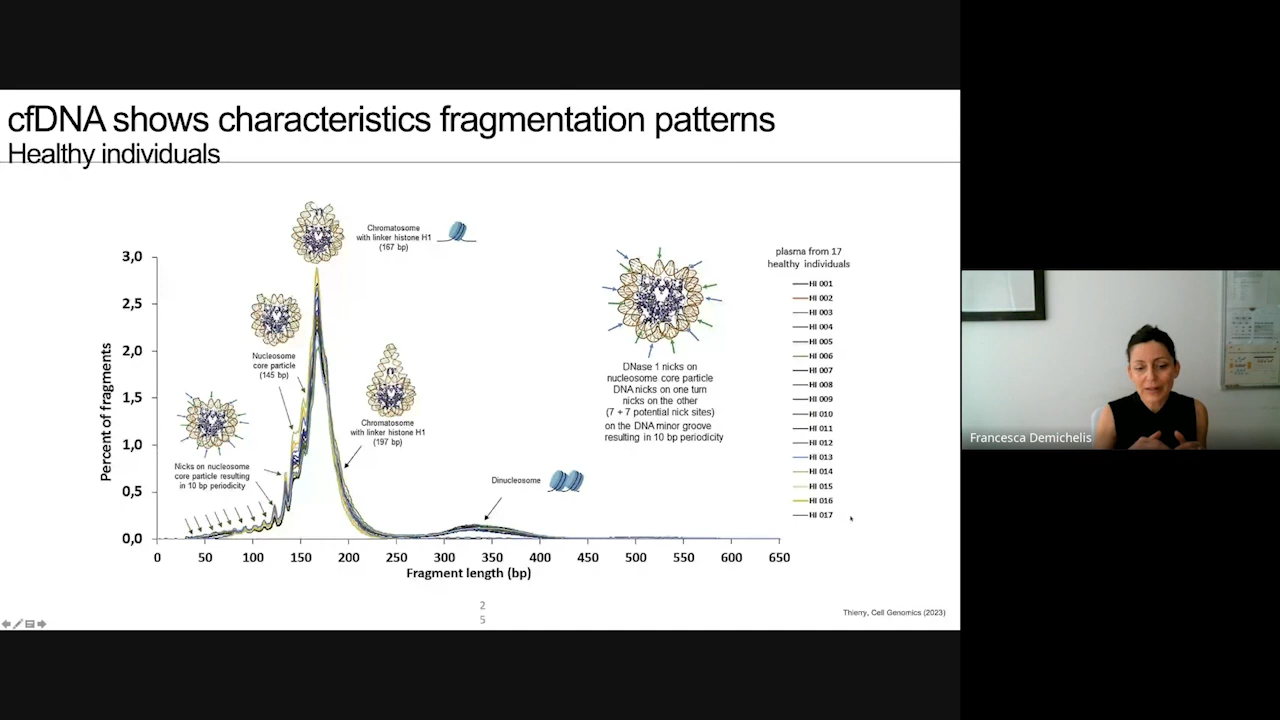 cfDNA shows characteristics fragmentation patterns
Healthy individuals
Chromatosome
with linker histone H1
(167 bp)
Nucleosome
core particle
(145 bp)
Chromatosome
with linker histone H1
(197 bp)
Nicks on nucleosome
core particle resulting
in 10 bp periodicity
Dinucleosome
DNase 1 nicks on
nucleosome core particle
DNA nicks on one turn
nicks on the other
(7 + 7 potential nick sites)
on the DNA minor groove
resulting in 10 bp periodicity
plasma from 17
healthy individuals
HI 001
HI 002
HI 003
HI 004
HI 005
HI 006
HI 007
HI 008
HI 009
HI 010
HI 011
HI 012
HI 013
HI 014
HI 015
HI 016
HI 017
Percent of fragments
3,0
2,5
2,0
1,5
1,0
0,5
0,0
0 50 100 150 200 250 300 350 400 450 500 550 600 650
Fragment length (bp)
2
5
Thierry, Cell Genomics (2023)
Francesca Demichelis